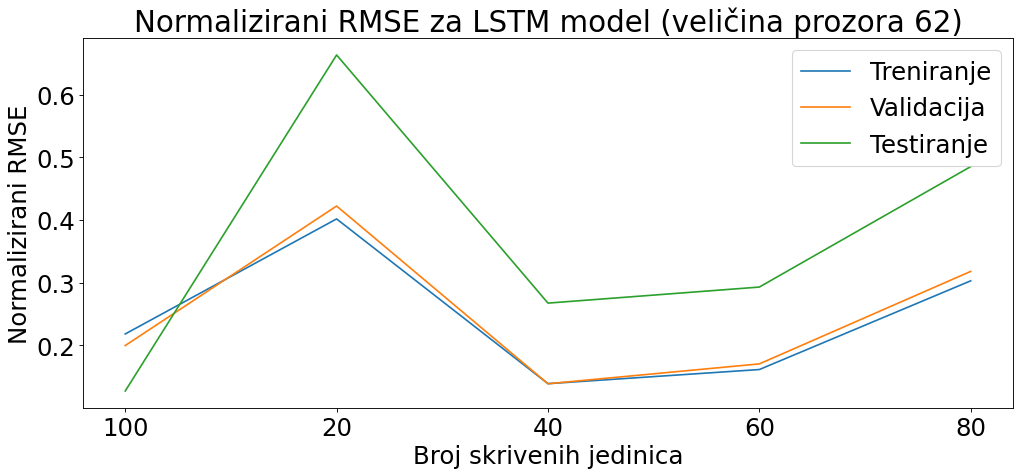 Normalizirani RMSE za LSTM model (veličina prozora 62)
Treniranje
Validacija
Testiranje
Normalizirani RMSE
0.6
0.5
0.4
0.3
0.2
100 20 40 60 80
Broj skrivenih jedinica